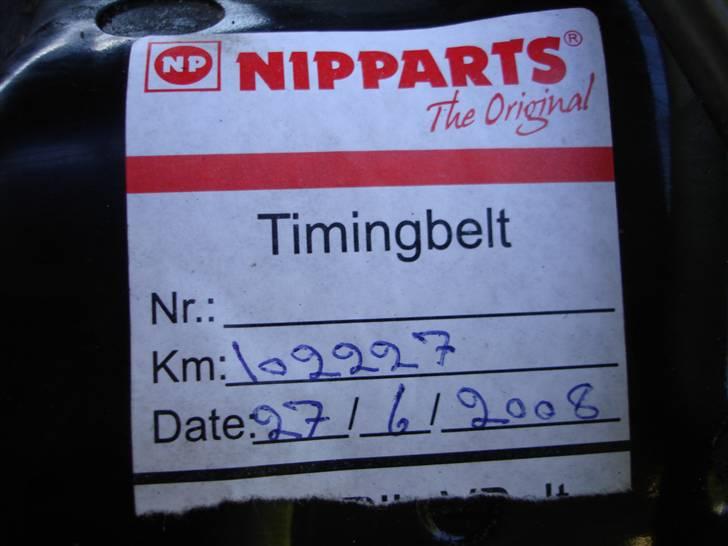 NP NIPPARTS®
The Original
Timingbelt
Nr.:
Km: 102227
Date: 27/6/2008